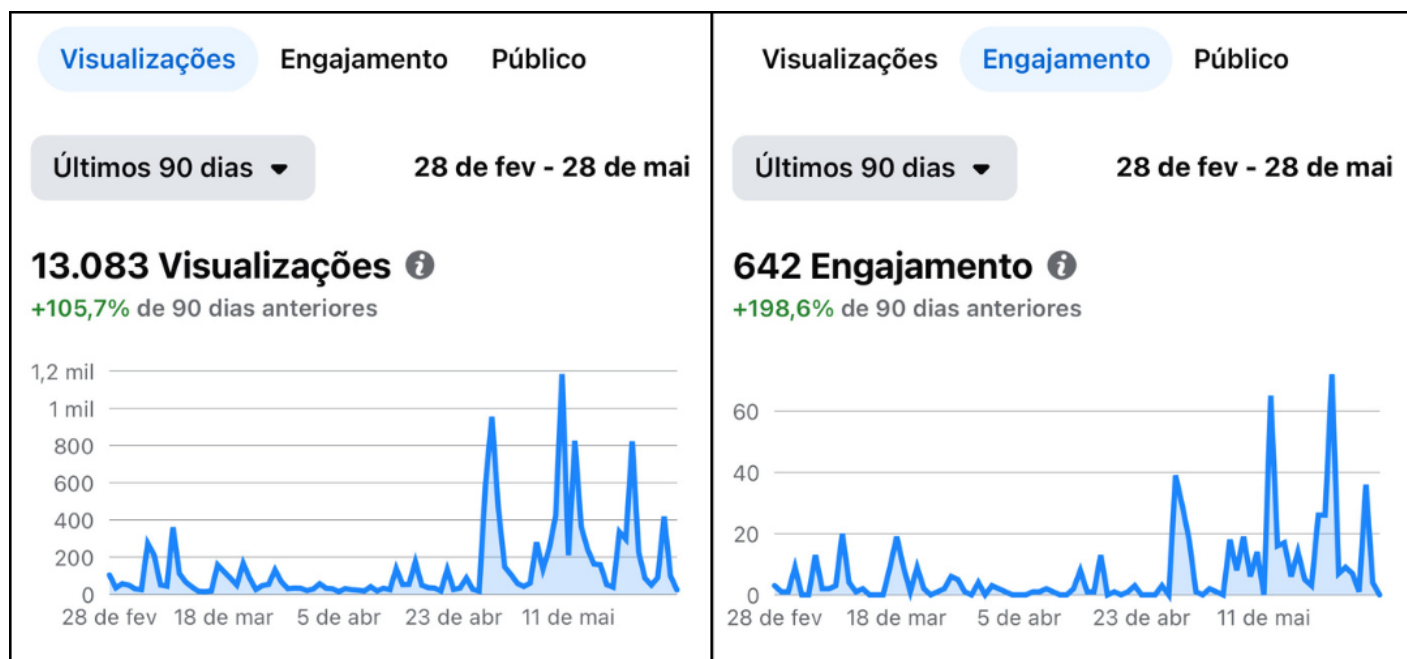 Visualizações Engajamento Público
Últimos 90 dias 28 de fev - 28 de mai
13.083 Visualizações
+105,7% de 90 dias anteriores
1,2 mil
1 mil
800
600
400
200
0
28 de fev 18 de mar 5 de abr 23 de abr 11 de mai
Visualizações Engajamento Público
Últimos 90 dias 28 de fev - 28 de mai
642 Engajamento
+198,6% de 90 dias anteriores
60
40
20
0
28 de fev 18 de mar 5 de abr 23 de abr 11 de mai